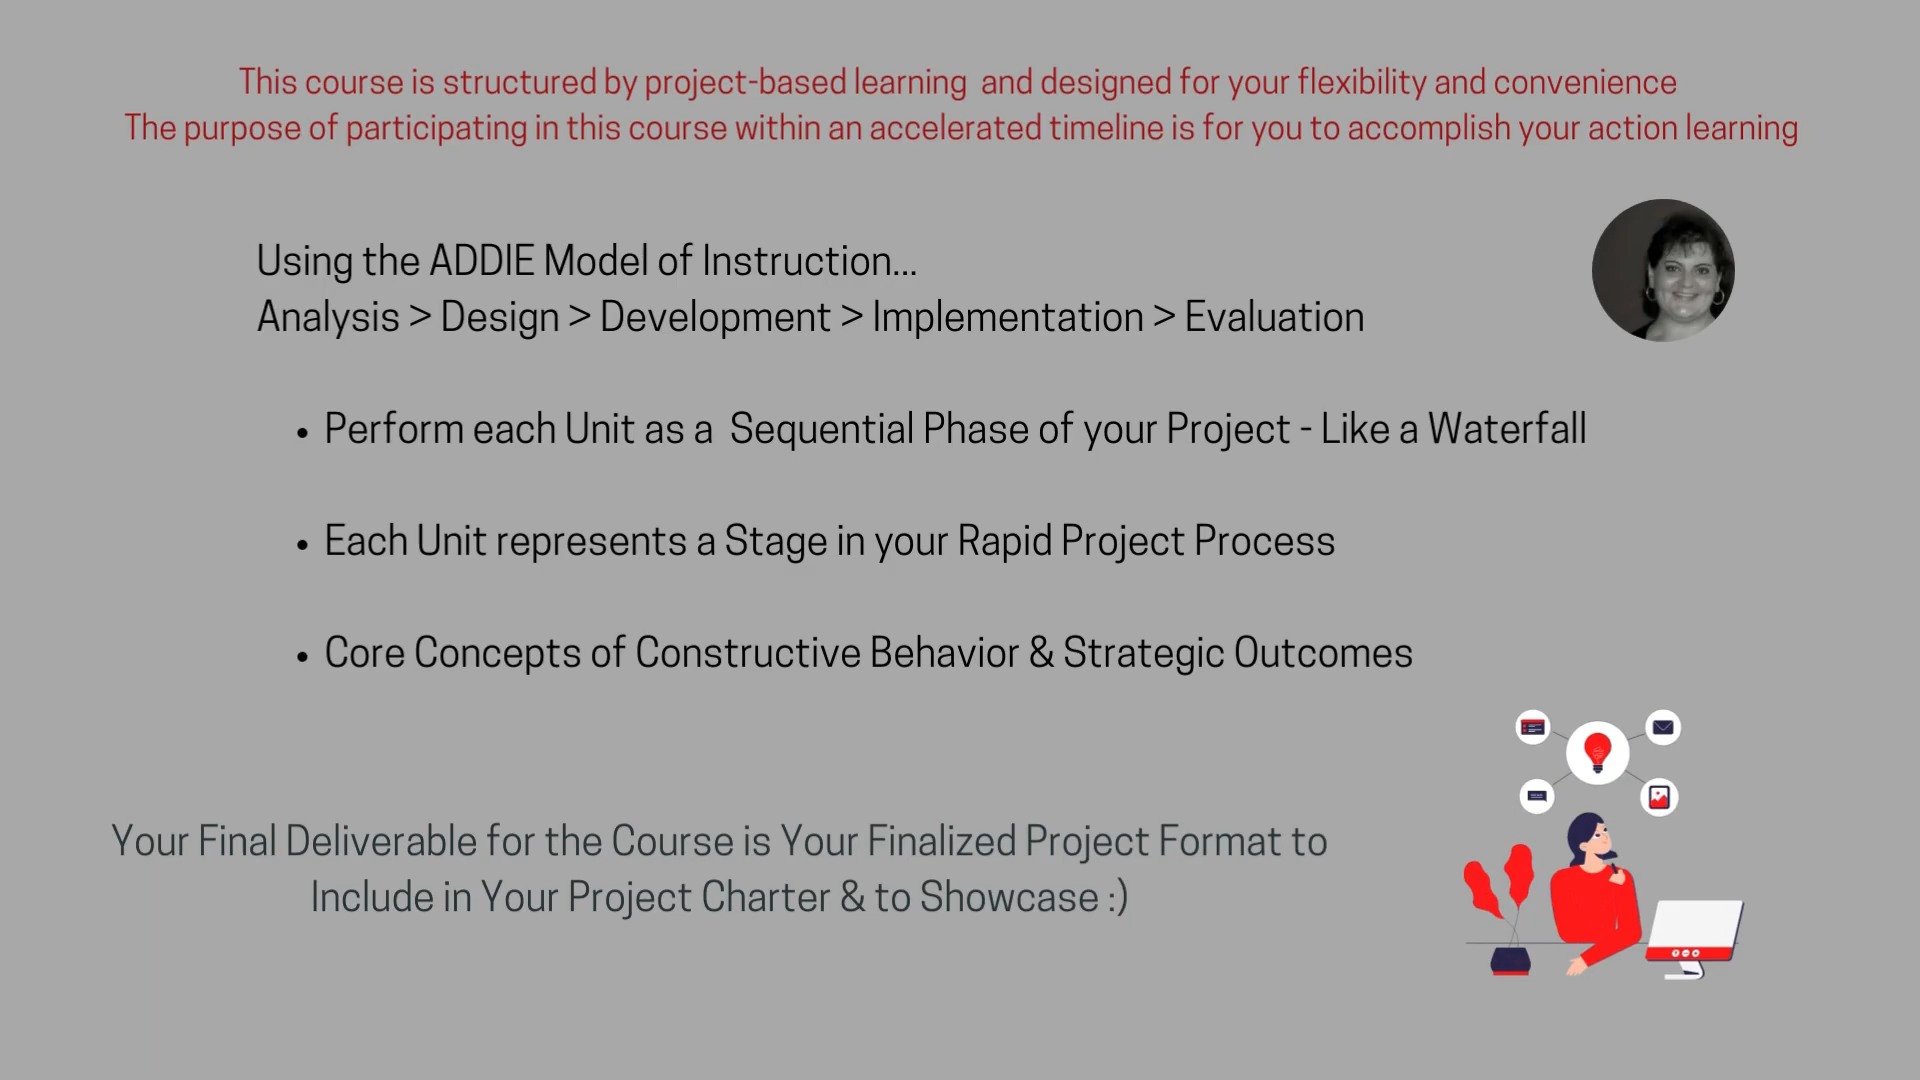 This course is structured by project-based learning  and designed for your flexibility and convenience
The purpose of participating in this course within an accelerated timeline is for you to accomplish your action learning
Using the ADDIE Model of Instruction...
Analysis > Design > Development > Implementation > Evaluation
• Perform each Unit as a  Sequential Phase of your Project - Like a Waterfall
• Each Unit represents a Stage in your Rapid Project Process
• Core Concepts of Constructive Behavior & Strategic Outcomes
Your Final Deliverable for the Course is Your Finalized Project Format to
Include in Your Project Charter & to Showcase :)